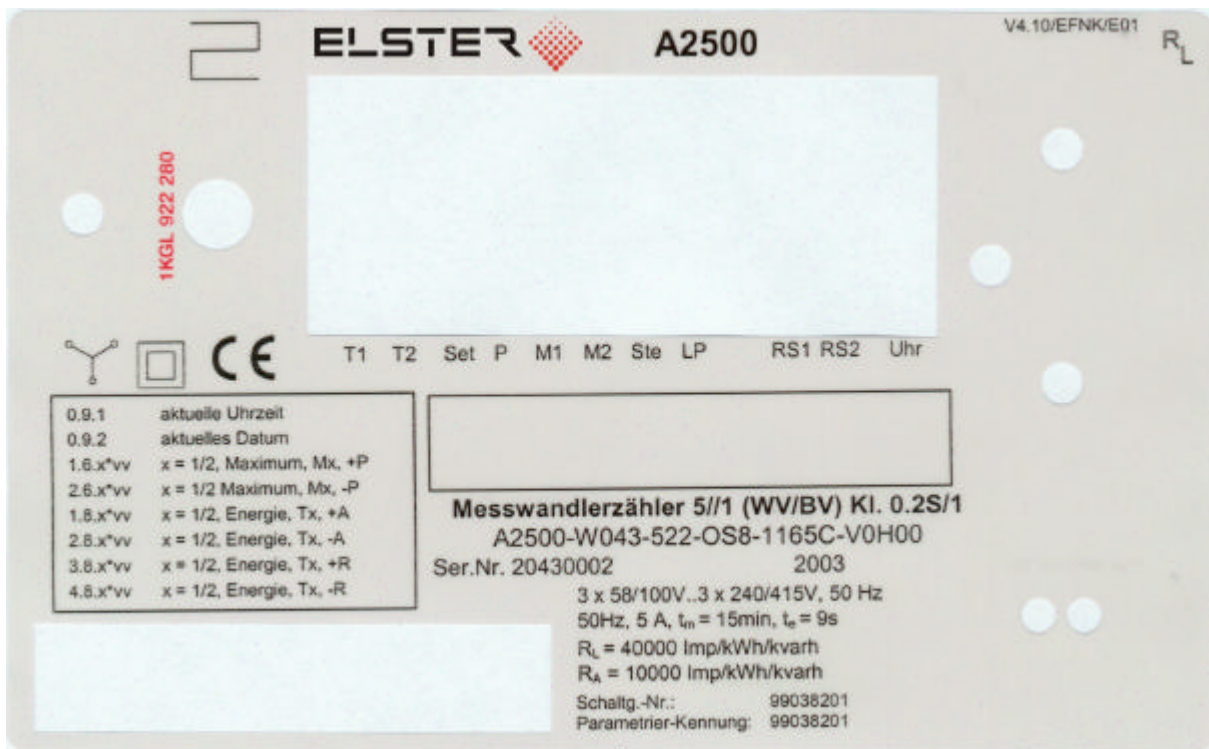 ELSTER A2500
V4.10/EFNK/E01
RL
1KGL 922 280
CE
T1 T2 Set P M1 M2 Ste LP RS1 RS2 Uhr
0.9.1 aktuelle Uhrzeit
0.9.2 aktuelles Datum
1.6.x*vv x = 1/2, Maximum, Mx, +P
2.6.x*vv x = 1/2 Maximum, Mx, -P
1.8.x*vv x = 1/2, Energie, Tx, +A
2.8.x*vv x = 1/2, Energie, Tx, -A
3.8.x*vv x = 1/2, Energie, Tx, +R
4.8.x*vv x = 1/2, Energie, Tx, -R
Messwandlerzähler 5//1 (WV/BV) Kl. 0.2S/1
A2500-W043-522-OS8-1165C-V0H00
Ser.Nr. 20430002 2003
3 x 58/100V..3 x 240/415V, 50 Hz
50Hz, 5 A, tm = 15min, te = 9s
RL = 40000 Imp/kWh/kvarh
RA = 10000 Imp/kWh/kvarh
Schaltg.-Nr.: 99038201
Parametrier-Kennung: 99038201